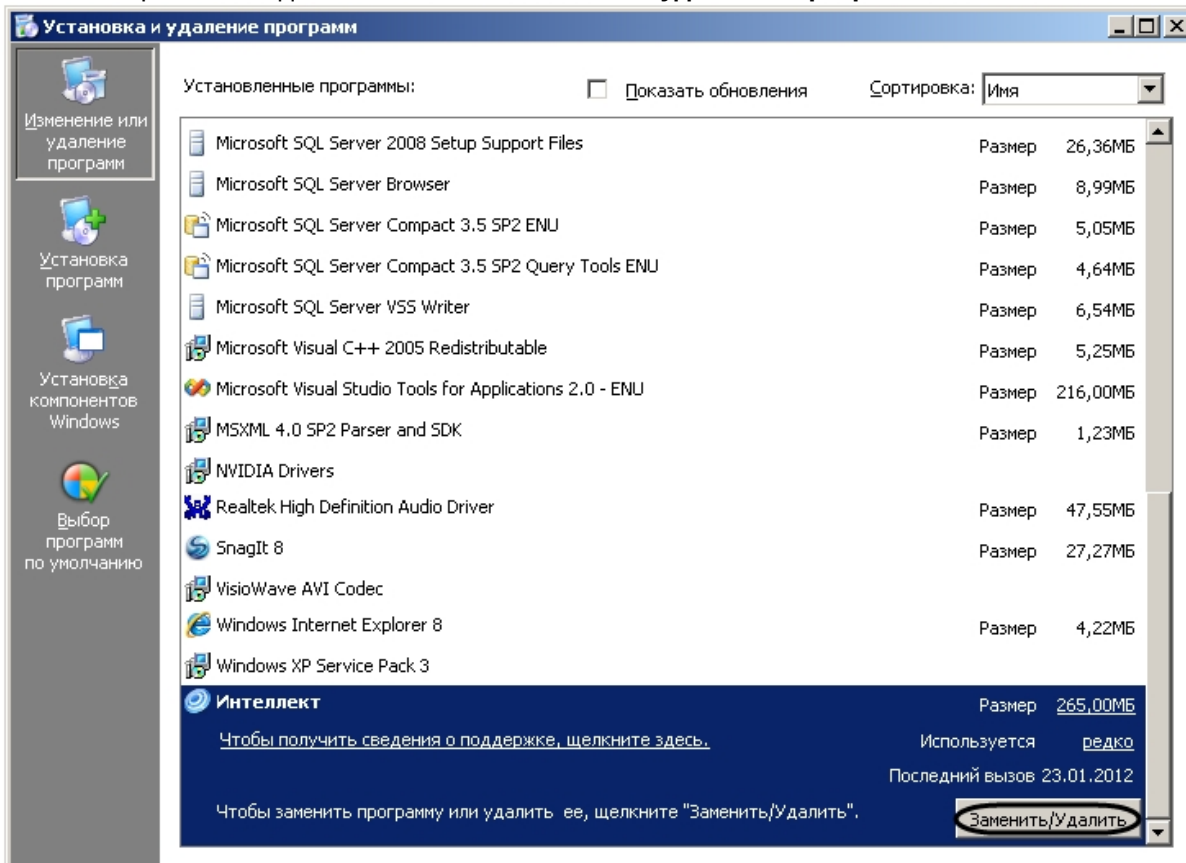 Установка и удаление программ
Изменение или
удаление
программ
Установка
программ
Установка
компонентов
Windows
Выбор
программ
по умолчанию
Установленные программы:
Показать обновления
Сортировка: Имя
Microsoft SQL Server 2008 Setup Support Files Размер 26,36МБ
Microsoft SQL Server Browser Размер 8,99МБ
Microsoft SQL Server Compact 3.5 SP2 ENU Размер 5,05МБ
Microsoft SQL Server Compact 3.5 SP2 Query Tools ENU Размер 4,64МБ
Microsoft SQL Server VSS Writer Размер 6,54МБ
Microsoft Visual C++ 2005 Redistributable Размер 5,25МБ
Microsoft Visual Studio Tools for Applications 2.0 - ENU Размер 216,00МБ
MSXML 4.0 SP2 Parser and SDK Размер 1,23МБ
NVIDIA Drivers
Realtek High Definition Audio Driver Размер 47,55МБ
SnagIt 8 Размер 27,27МБ
VisioWave AVI Codec
Windows Internet Explorer 8 Размер 4,22МБ
Windows XP Service Pack 3
Интеллект Размер 265,00МБ
Чтобы получить сведения о поддержке, щелкните здесь. Используется редко
Последний вызов 23.01.2012
Чтобы заменить программу или удалить ее, щелкните "Заменить/Удалить". Заменить/Удалить